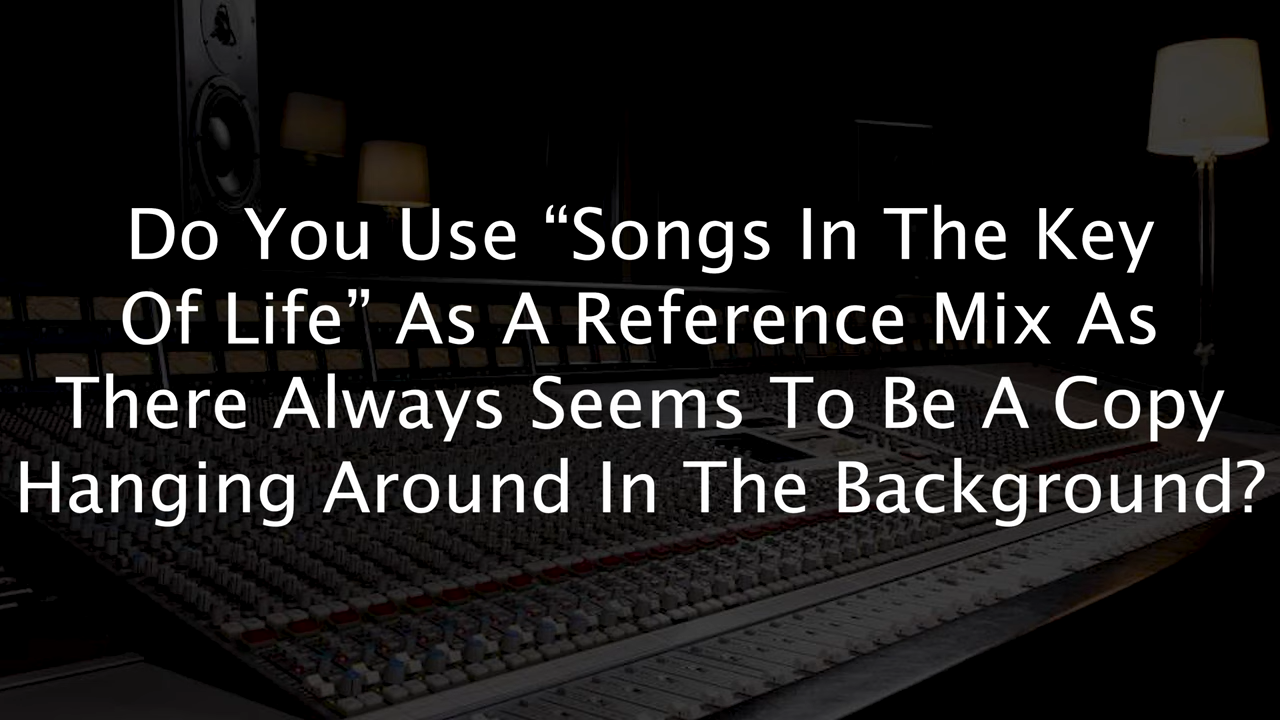 Do You Use “Songs In The Key
Of Life” As A Reference Mix As
There Always Seems To Be A Copy
Hanging Around In The Background?